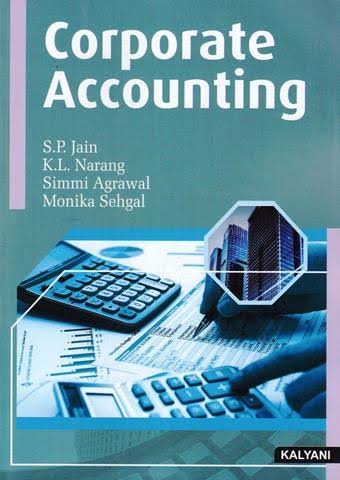 Corporate
Accounting
S.P. Jain
K.L. Narang
Simmi Agrawal
Monika Sehgal
KALYANI